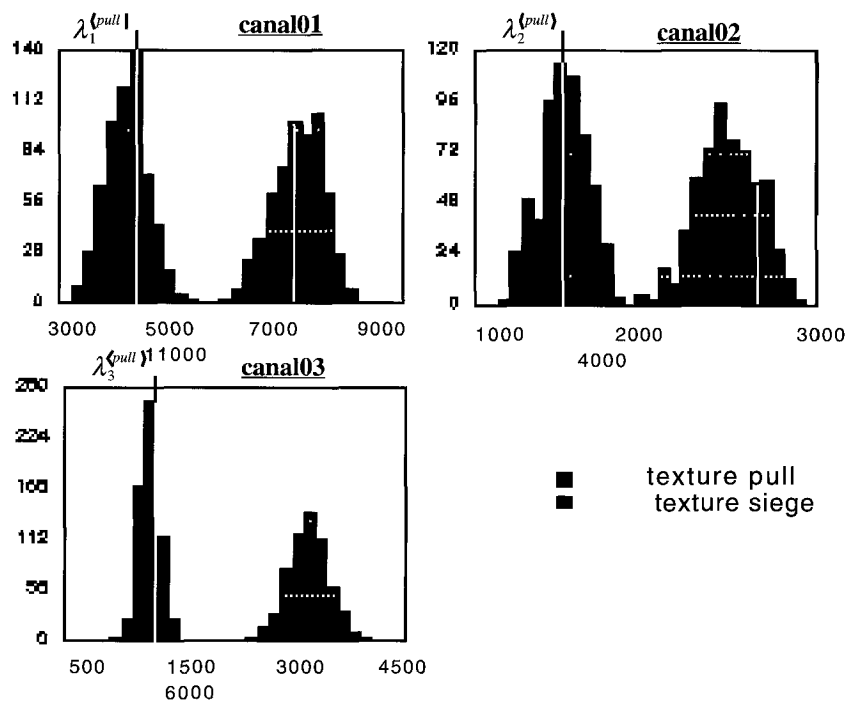 λ1(pull) canal01
140
112
84
56
28
0
3000 5000 7000 9000
11000
λ2(pull) canal02
120
96
72
48
24
0
1000 2000 3000
4000
λ3(pull) canal03
280
224
168
112
56
0
500 1500 3000 4500
6000
texture pull
texture siege